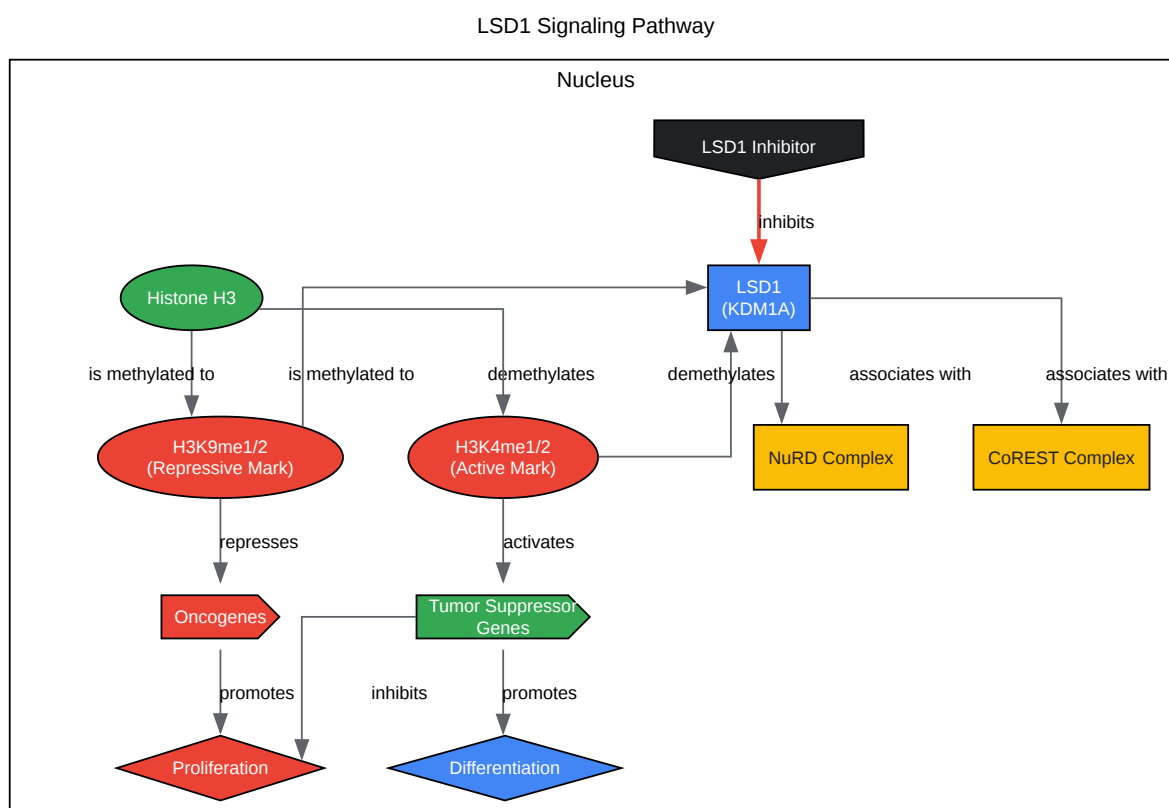 LSD1 Signaling Pathway
Nucleus
LSD1 Inhibitor
inhibits
Histone H3
LSD1
(KDM1A)
is methylated to
is methylated to
demethylates
demethylates
associates with
associates with
H3K9me1/2
(Repressive Mark)
H3K4me1/2
(Active Mark)
NuRD Complex
CoREST Complex
represses
activates
Oncogenes
Tumor Suppressor
Genes
promotes
inhibits
promotes
Proliferation
Differentiation